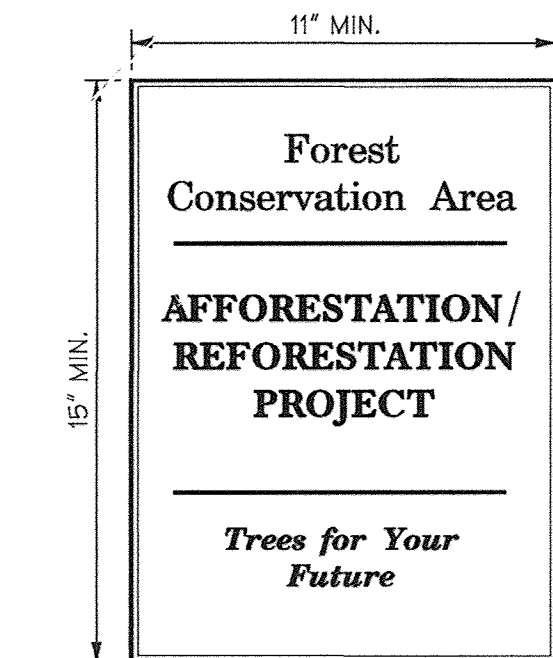 11" MIN.
15" MIN.
Forest
Conservation Area
AFFORESTATION/
REFORESTATION
PROJECT
Trees for Your
Future